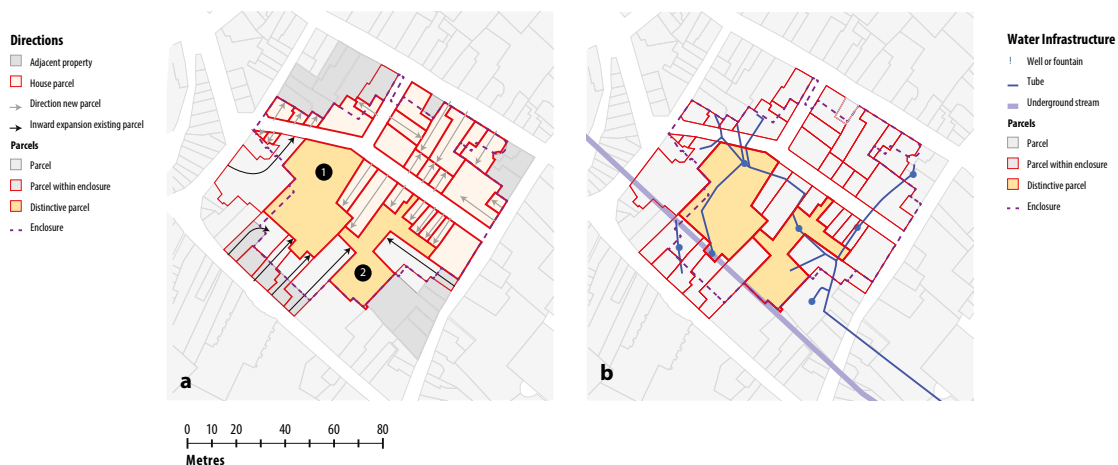 Directions
Adjacent property
House parcel
Direction new parcel
Inward expansion existing parcel
Parcels
Parcel
Parcel within enclosure
Distinctive parcel
Enclosure
1
2
a
0 10 20 30 40 60 80
Metres
b
Water Infrastructure
Well or fountain
Tube
Underground stream
Parcels
Parcel
Parcel within enclosure
Distinctive parcel
Enclosure